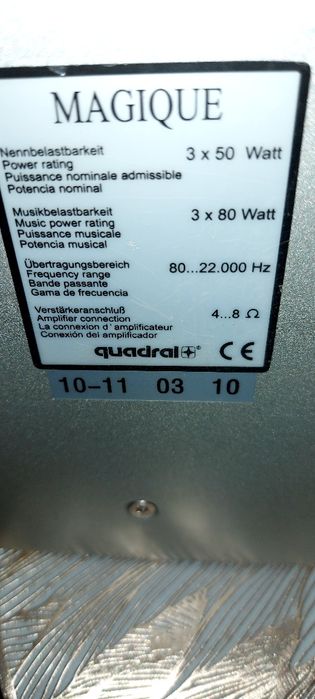 MAGIQUE
Nennbelastbarkeit 3 x 50 Watt
Power rating
Puissance nominale admissible
Potencia nominal
Musikbelastbarkeit 3 x 80 Watt
Music power rating
Puissance musicale
Potencia musical
Übertragungsbereich 80...22.000 Hz
Frequency range
Bande passante
Gama de frecuencia
Verstärkeranschluß 4...8 Ω
Amplifier connection
La connexion d'amplificateur
Conexión del amplificador
quadral ® CE
10-11 03 10